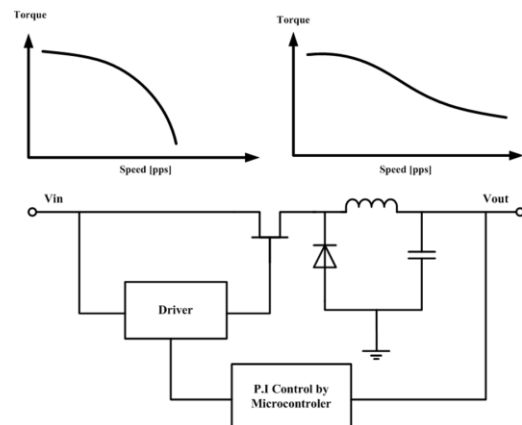 Torque
Torque
Speed [pps]
Speed [pps]
Vin
Vout
Driver
P.I Control by
Microcontroler